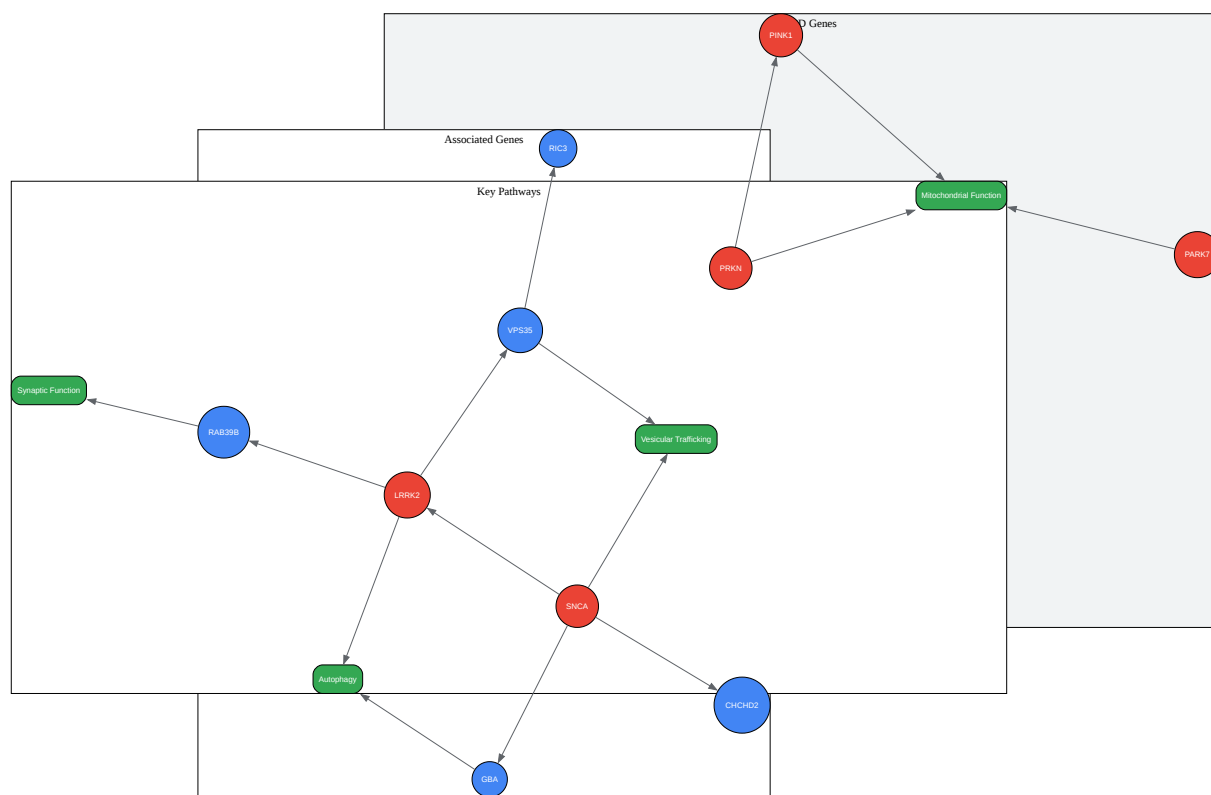 D Genes
PINK1
Associated Genes
RIC3
Key Pathways
Mitochondrial Function
PRKN
PARK7
VPS35
Synaptic Function
RAB39B
Vesicular Trafficking
LRRK2
SNCA
Autophagy
CHCHD2
GBA